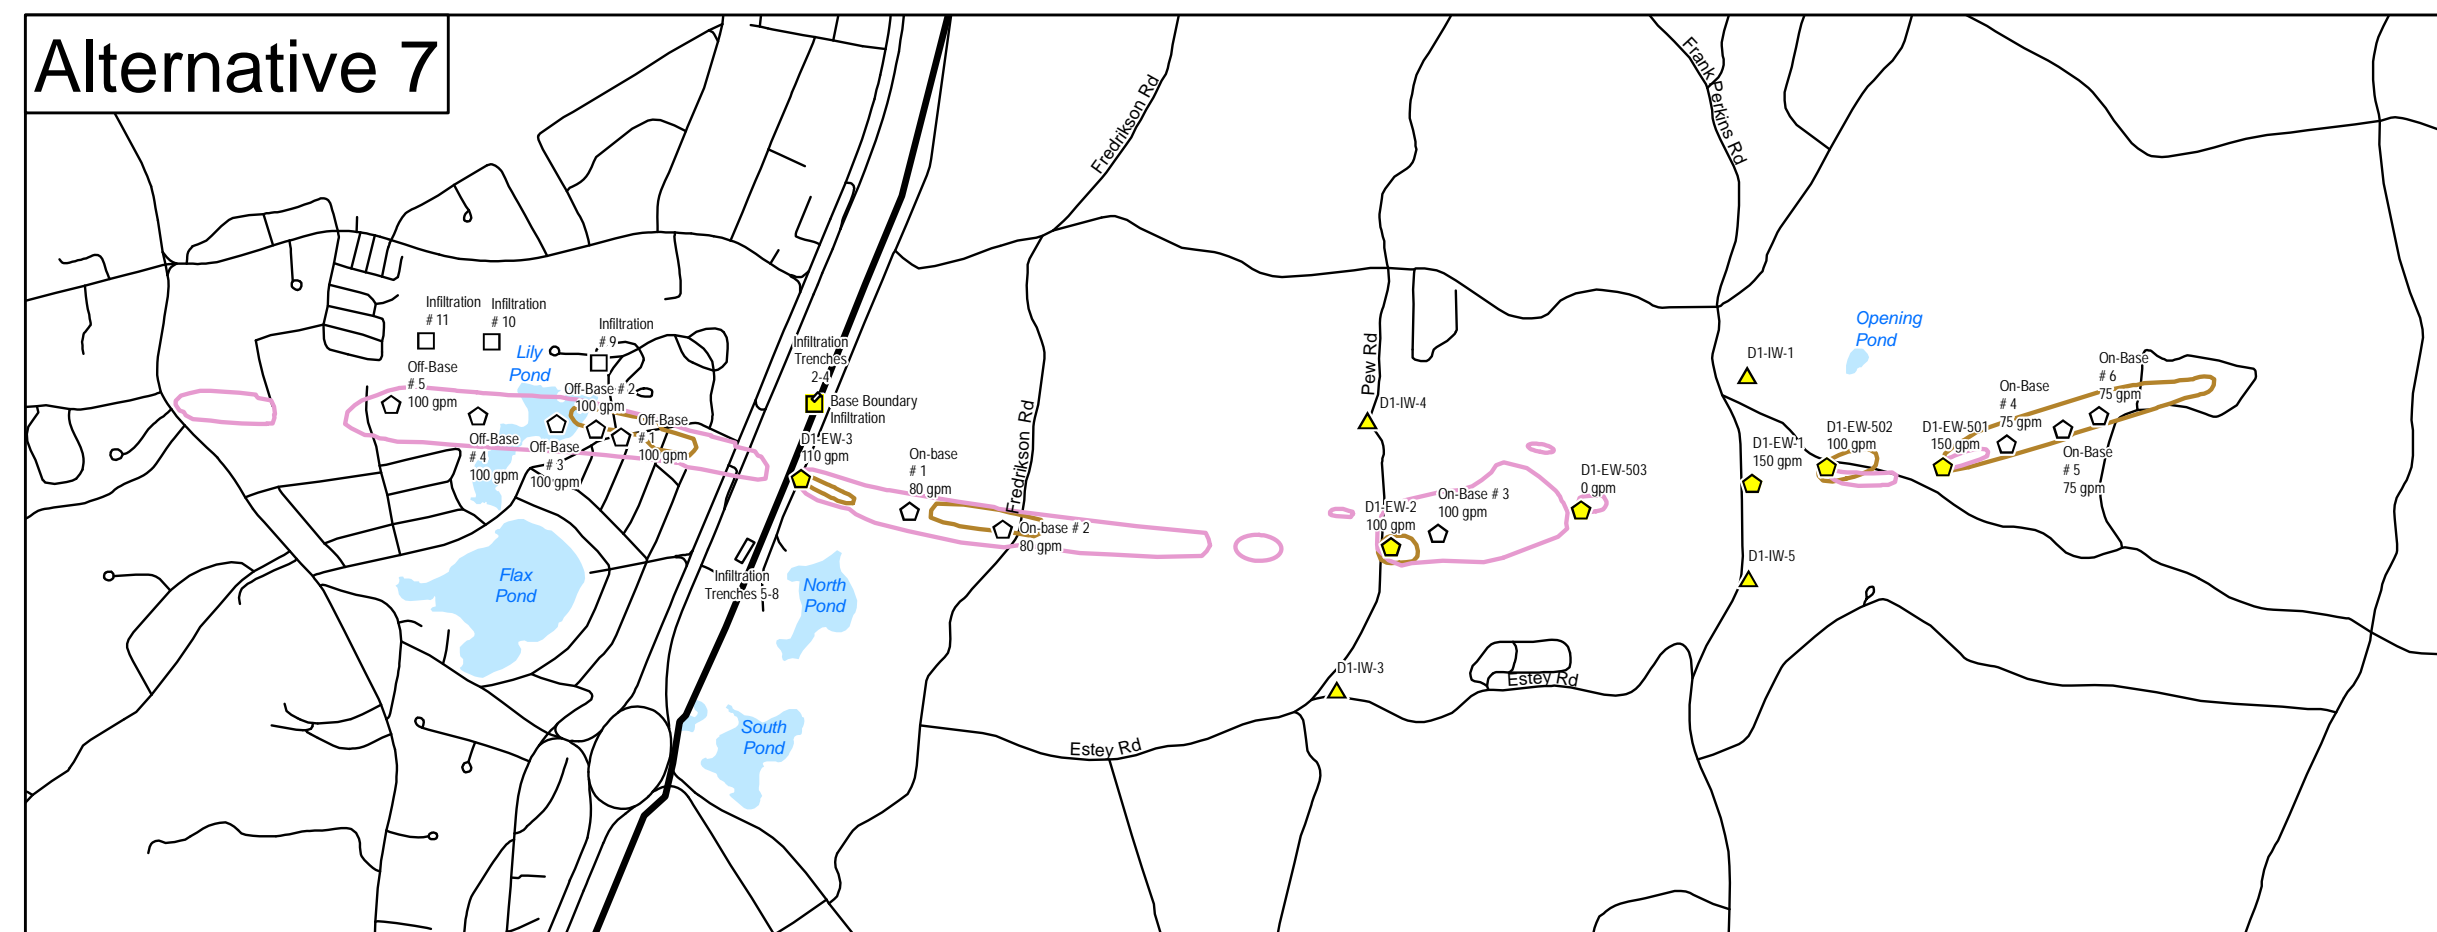 Alternative 7
Fredrikson Rd
Frank Perkins Rd
Infiltration
# 11
Infiltration
# 10
Infiltration
# 9
Lily
Pond
Off-Base
# 5
100 gpm
Off-Base # 2
100 gpm
Off-Base
# 1
100 gpm
Off-Base
# 4
100 gpm
Off-Base
# 3
100 gpm
Infiltration
Trenches
2-4
Base Boundary
Infiltration
D1-EW-3
110 gpm
On-base
# 1
80 gpm
Fredrikson Rd
On-base # 2
80 gpm
Infiltration
Trenches 5-8
Flax
Pond
North
Pond
South
Pond
Pew Rd
D1-IW-4
D1-EW-2
100 gpm
On-Base # 3
100 gpm
D1-EW-503
0 gpm
D1-IW-3
Estey Rd
Estey Rd
D1-IW-1
Opening
Pond
D1-EW-1
150 gpm
D1-EW-502
100 gpm
D1-EW-501
150 gpm
On-Base
# 4
75 gpm
On-Base
# 6
75 gpm
On-Base
# 5
75 gpm
D1-IW-5